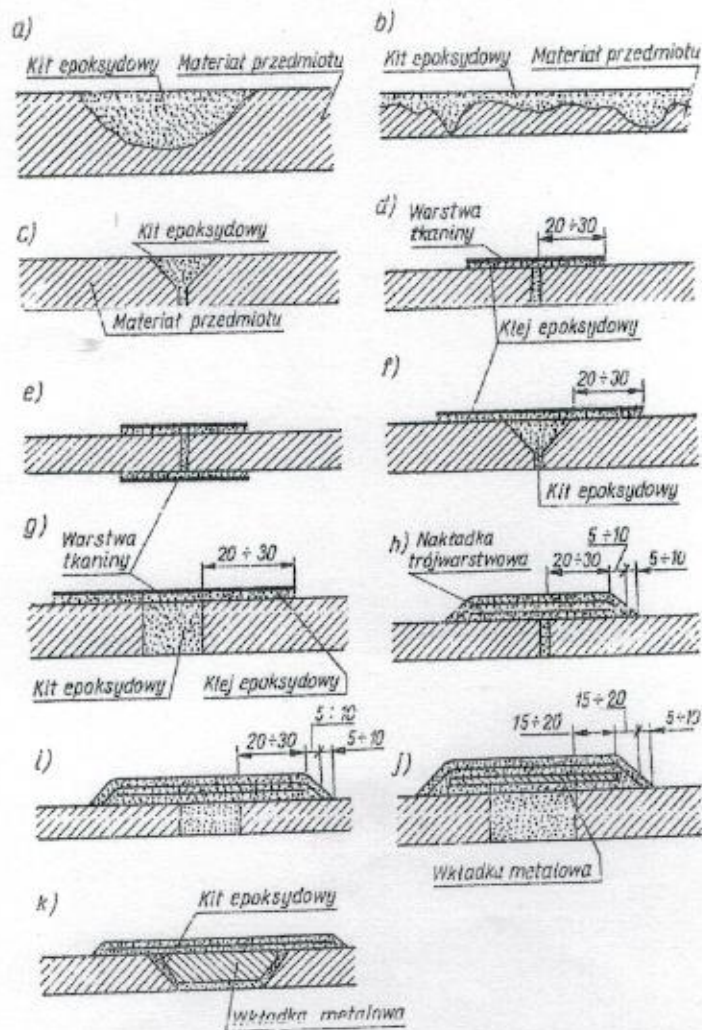 a)
Kit epoksydowy
Materiał przedmiotu
b)
Kit epoksydowy
Materiał przedmiotu
c)
Kit epoksydowy
Materiał przedmiotu
d)
Warstwa
tkaniny
20÷30
Klej epoksydowy
e)
Warstwa
tkaniny
f)
20÷30
Kit epoksydowy
g)
20÷30
Kit epoksydowy
Klej epoksydowy
h) Nakładka
trójwarstwowa
20÷30
5÷10
5÷10
i)
20÷30
5÷10
5÷10
j)
15÷20
15÷20
5÷10
Wkładka metalowa
k)
Kit epoksydowy
Wkładka metalowa